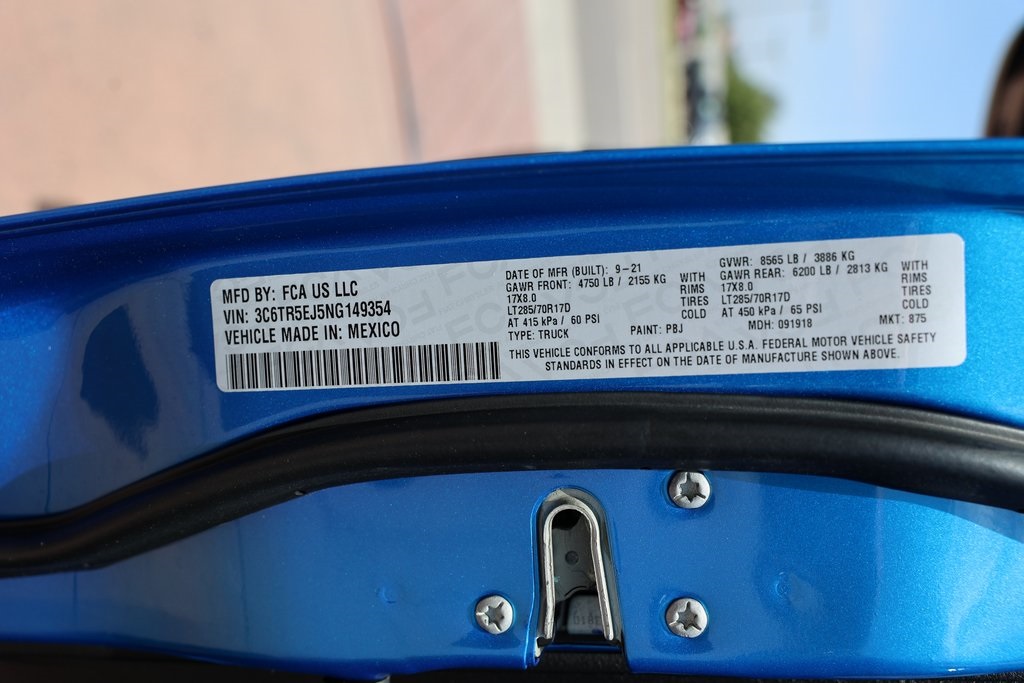 MFD BY: FCA US LLC
VIN: 3C6TR5EJ5NG149354
VEHICLE MADE IN: MEXICO
DATE OF MFR (BUILT): 9-21
GAWR FRONT: 4750 LB / 2155 KG WITH
17X8.0 RIMS
LT285/70R17D TIRES
AT 415 kPa / 60 PSI COLD
TYPE: TRUCK PAINT: PBJ
GVWR: 8565 LB / 3886 KG
GAWR REAR: 6200 LB / 2813 KG WITH
17X8.0 RIMS
LT285/70R17D TIRES
AT 450 kPa / 65 PSI COLD
MDH: 091918 MKT: 875
THIS VEHICLE CONFORMS TO ALL APPLICABLE U.S.A. FEDERAL MOTOR VEHICLE SAFETY
STANDARDS IN EFFECT ON THE DATE OF MANUFACTURE SHOWN ABOVE.